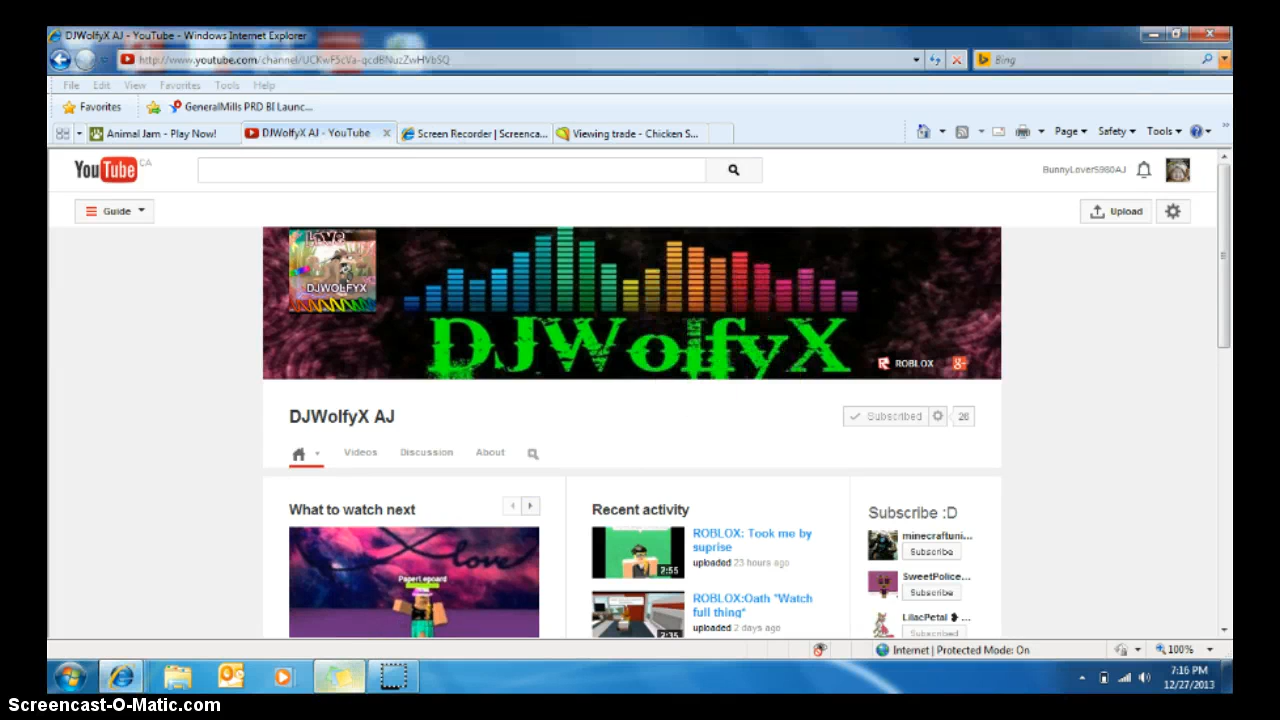 DJWolfyX AJ - YouTube - Windows Internet Explorer
http://www.youtube.com/channel/UCKwF5cVa-qcdBNuzZwHVbSQ
Bing
File Edit View Favorites Tools Help
Favorites GeneralMills PRD BI Launc...
Animal Jam - Play Now! DJWolfyX AJ - YouTube Screen Recorder | Screenca... Viewing trade - Chicken S... Page Safety Tools
YouTube CA
BunnyLover5980AJ
Guide
Upload
DJWOLFYX
DJWolfyX
ROBLOX
DJWolfyX AJ
Subscribed 26
Videos Discussion About
What to watch next
Recent activity
Subscribe :D
love
PaperLepoard
ROBLOX: Took me by
suprise
uploaded 23 hours ago
2:55
ROBLOX:Oath "Watch
full thing"
uploaded 2 days ago
minecraftuni...
Subscribe
SweetPolice...
Subscribe
LilacPetal ...
Subscribed
Internet | Protected Mode: On
100%
7:16 PM
12/27/2013
Screencast-O-Matic.com